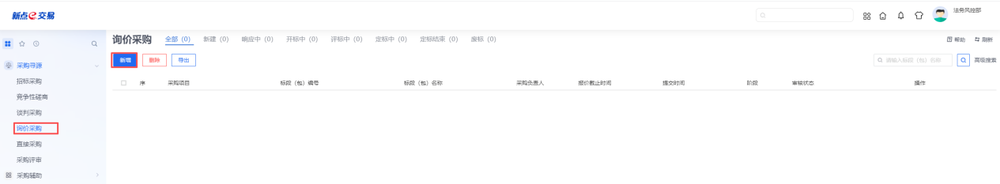 新点e交易
法务风控部
询价采购 全部（0） 新建（0） 响应中（0） 开标中（0） 评标中（0） 定标中（0） 定标结束（0） 废标（0） 帮助 刷新
采购寻源
新增 删除 导出 请输入标段（包）名称 高级搜索
招标采购
序 采购项目 标段（包）编号 标段（包）名称 采购负责人 报价截止时间 提交时间 阶段 审核状态 操作
竞争性磋商
谈判采购
询价采购
直接采购
采购评审
采购辅助